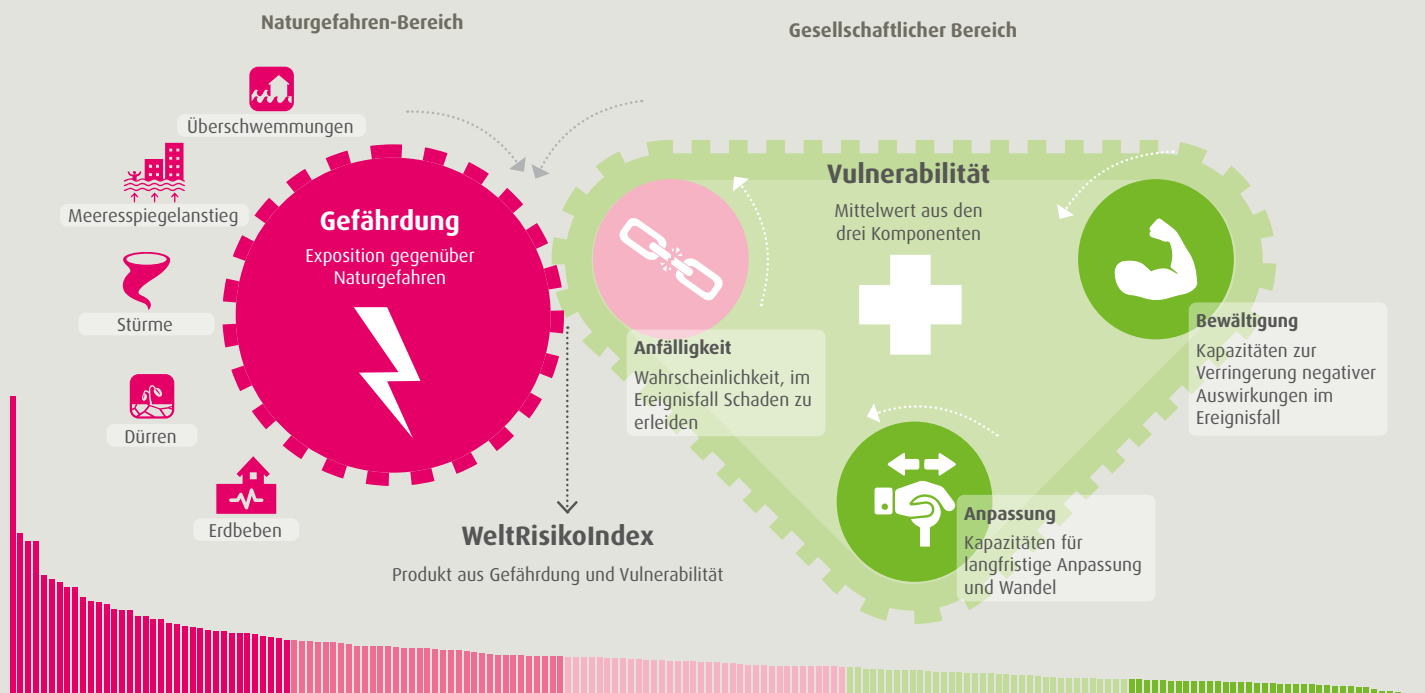 Naturgefahren-Bereich
Gesellschaftlicher Bereich
Überschwemmungen
Meeresspiegelanstieg
Stürme
Dürren
Erdbeben
Gefährdung
Exposition gegenüber
Naturgefahren
Vulnerabilität
Mittelwert aus den
drei Komponenten
Anfälligkeit
Wahrscheinlichkeit, im
Ereignisfall Schaden zu
erleiden
Bewältigung
Kapazitäten zur
Verringerung negativer
Auswirkungen im
Ereignisfall
Anpassung
Kapazitäten für
langfristige Anpassung
und Wandel
WeltRisikoIndex
Produkt aus Gefährdung und Vulnerabilität